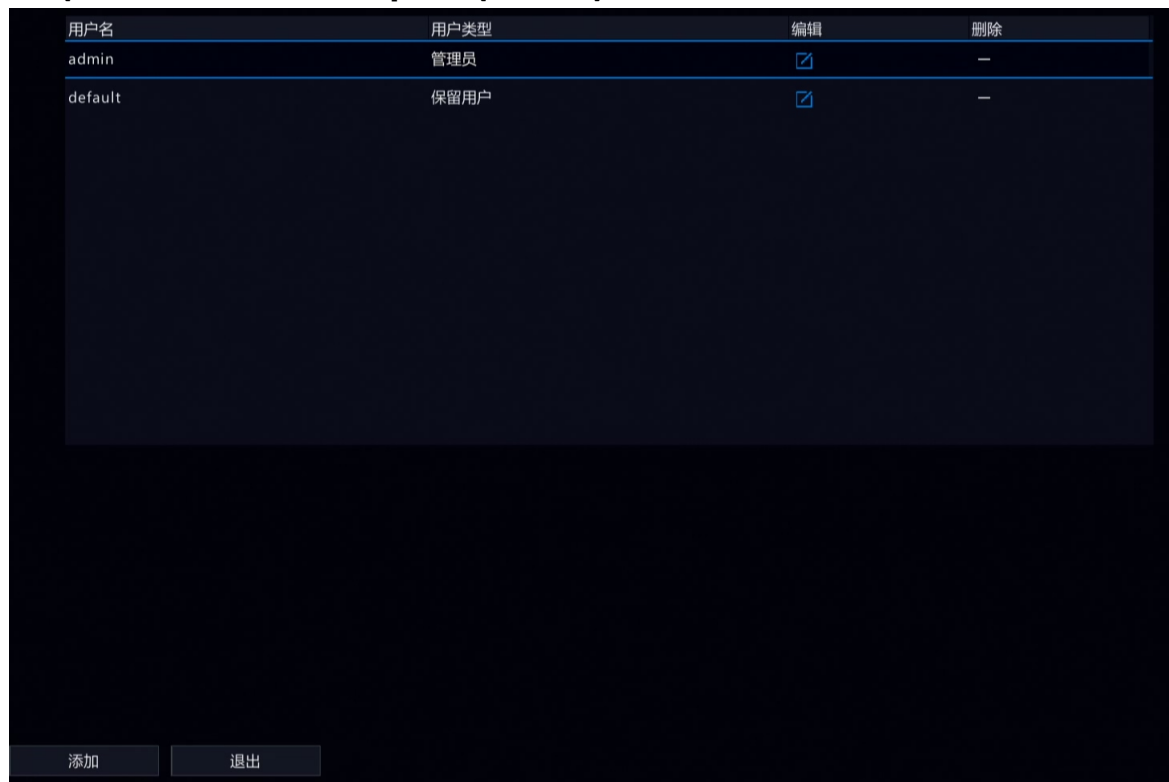 用户名 用户类型 编辑 删除
admin 管理员 —
default 保留用户 —
添加 退出